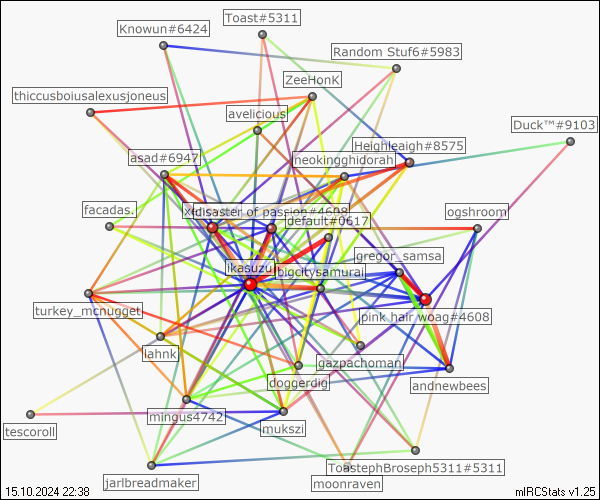 Toast#5311
Knowun#6424
Random Stuf6#5983
ZeeHonK
thiccusboiusalexusjoneus
avelicious
Duck™#9103
Heighleaigh#8575
neokingghidorah
asad#6947
disaster of passion#4608
facadas.
default#0617
ogshroom
gregor_samsa
ikasuzu
bigcitysamurai
turkey_mcnugget
pink hair woag#4608
lahnk
gazpachoman
doggerdig
andnewbees
mingus4742
mukszi
tescoroll
ToastephBroseph5311#5311
jarlbreadmaker
moonraven
15.10.2024 22:38
mIRCStats v1.25